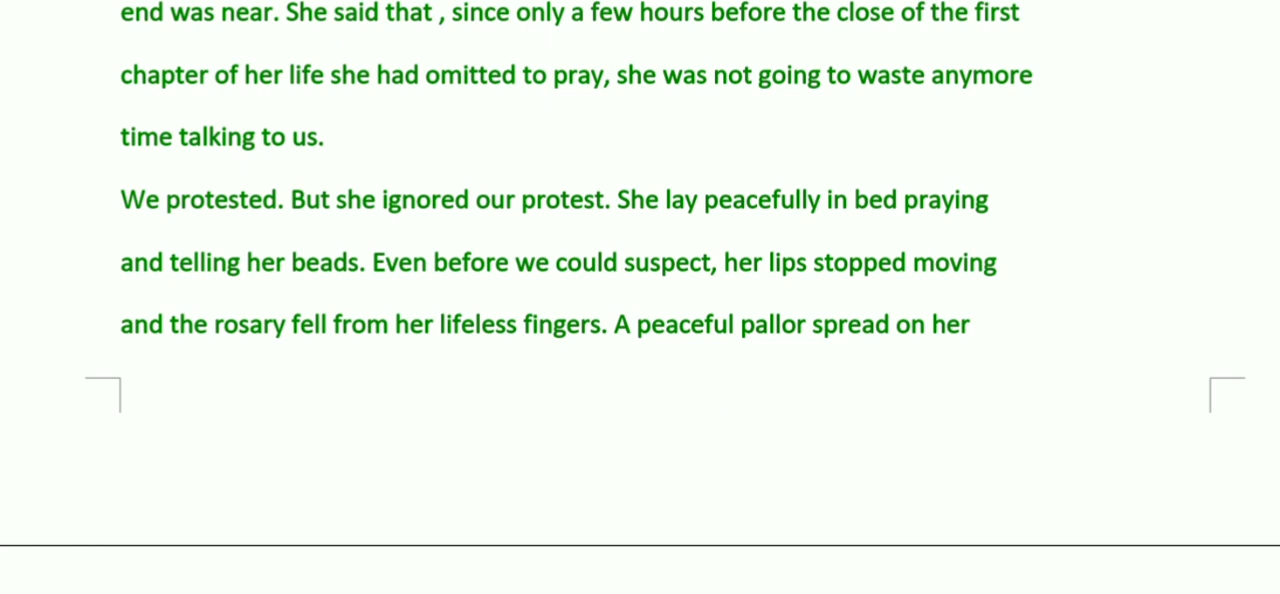 end was near. She said that , since only a few hours before the close of the first
chapter of her life she had omitted to pray, she was not going to waste anymore
time talking to us.
We protested. But she ignored our protest. She lay peacefully in bed praying
and telling her beads. Even before we could suspect, her lips stopped moving
and the rosary fell from her lifeless fingers. A peaceful pallor spread on her